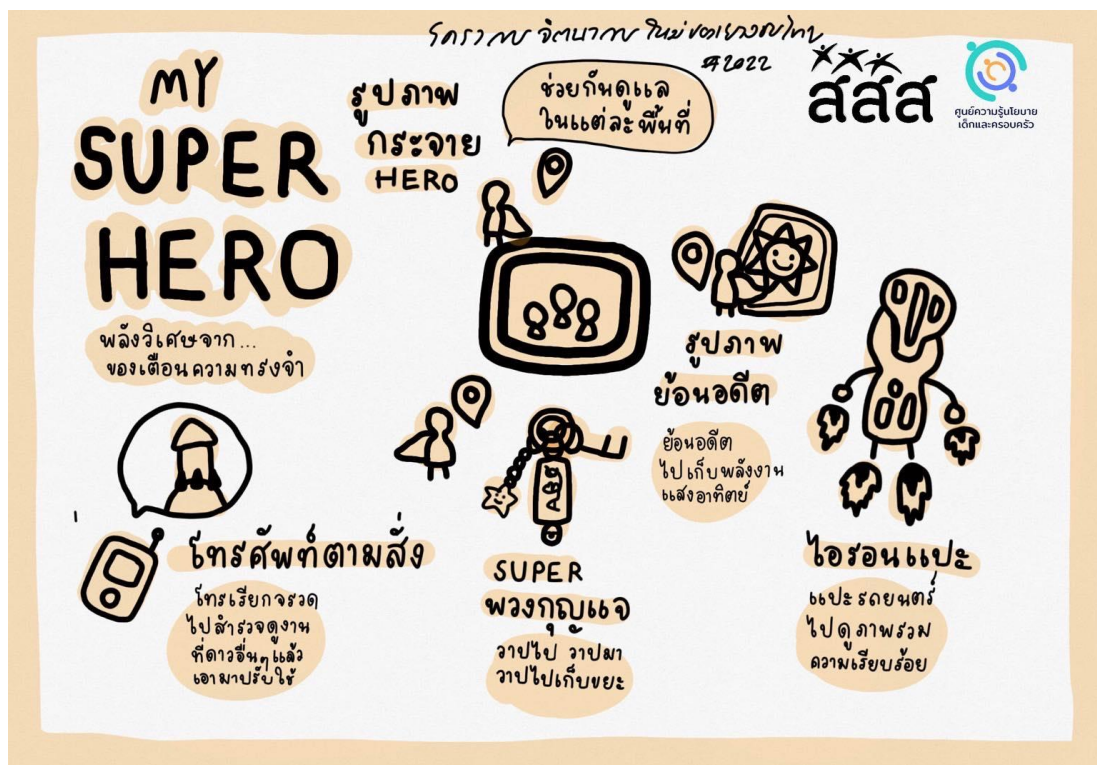 โครงการ จินตนาการ ใหม่ของเยาวชนไทย
2022
สสส
ศูนย์ความรู้นโยบาย
เด็กและครอบครัว
MY
SUPER
HERO
พลังวิเศษจาก...
ของเตือนความทรงจำ
รูปภาพ
กระจาย
HERO
ช่วยกันดูแล
ในแต่ละพื้นที่
รูปภาพ
ย้อนอดีต
ย้อนอดีต
ไปเก็บพลังงาน
แสงอาทิตย์
โทรศัพท์ตามสั่ง
โทรเรียกจรวด
ไปสำรวจดูงาน
ที่ดาวอื่นๆแล้ว
เอามาปรับใช้
SUPER
พวงกุญแจ
วาปไป วาปมา
วาปไปเก็บขยะ
ไอรอนแปะ
แปะรถยนตร์
ไปดูภาพรวม
ความเรียบร้อย